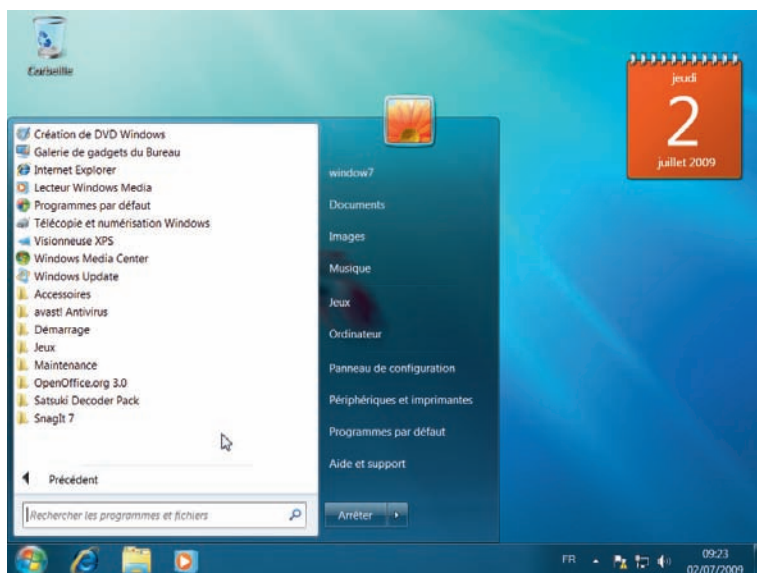 Corbeille
jeudi
2
juillet 2009
Création de DVD Windows
Galerie de gadgets du Bureau
Internet Explorer
Lecteur Windows Media
Programmes par défaut
Télécopie et numérisation Windows
Visionneuse XPS
Windows Media Center
Windows Update
Accessoires
avast! Antivirus
Démarrage
Jeux
Maintenance
OpenOffice.org 3.0
Satsuki Decoder Pack
SnagIt 7
Précédent
Rechercher les programmes et fichiers
window7
Documents
Images
Musique
Jeux
Ordinateur
Panneau de configuration
Périphériques et imprimantes
Programmes par défaut
Aide et support
Arrêter
FR
09:23
02/07/2009